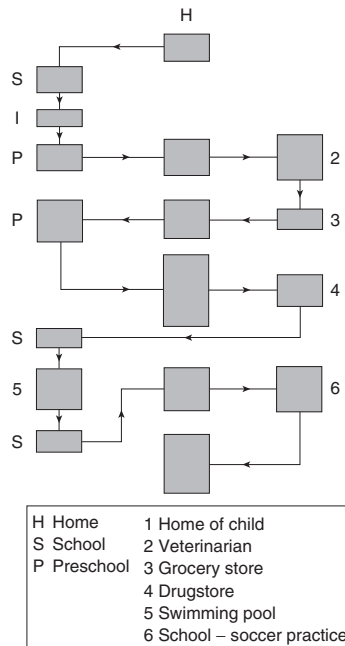 H
S
I
P
2
P
3
4
S
5
6
S
H Home
S School
P Preschool
1 Home of child
2 Veterinarian
3 Grocery store
4 Drugstore
5 Swimming pool
6 School – soccer practice